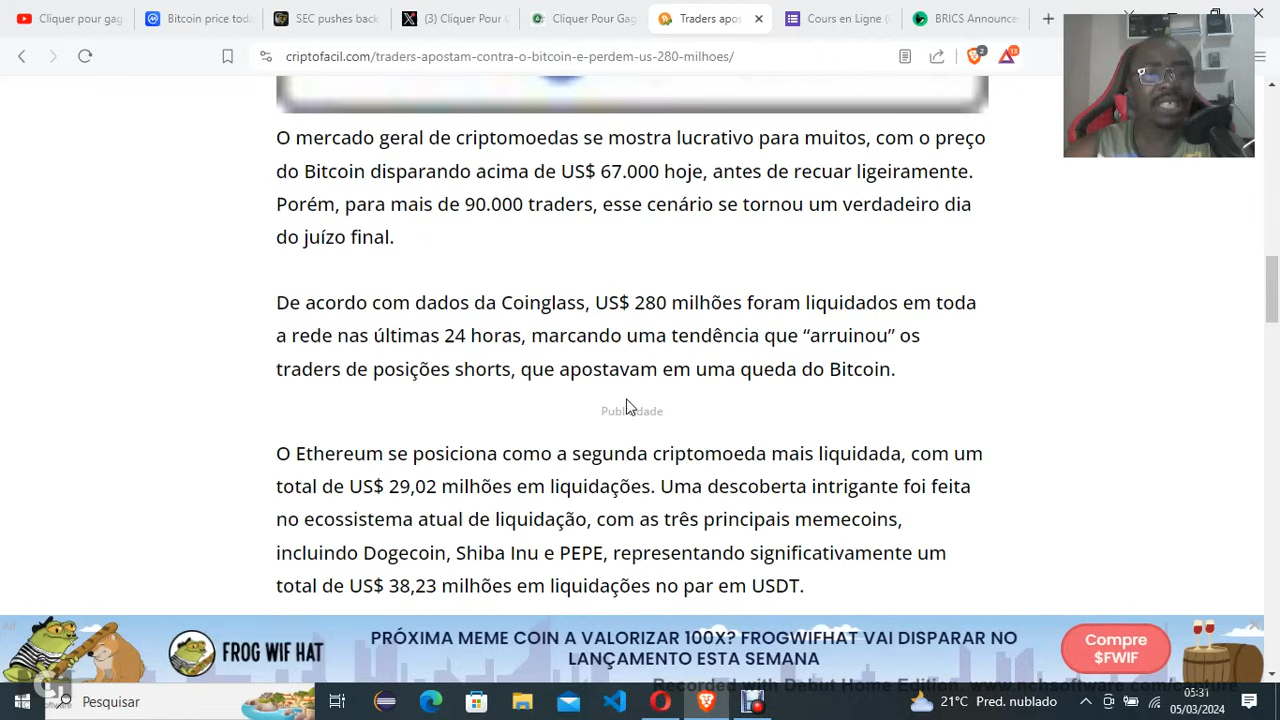 Cliquer pour gag
Bitcoin price toda
SEC pushes back
(3) Cliquer Pour G
Cliquer Pour Gag
Traders apos
Cours en Ligne (
BRICS Announce
criptofacil.com/traders-apostam-contra-o-bitcoin-e-perdem-us-280-milhoes/
2
13
O mercado geral de criptomoedas se mostra lucrativo para muitos, com o preço
do Bitcoin disparando acima de US$ 67.000 hoje, antes de recuar ligeiramente.
Porém, para mais de 90.000 traders, esse cenário se tornou um verdadeiro dia
do juízo final.
De acordo com dados da Coinglass, US$ 280 milhões foram liquidados em toda
a rede nas últimas 24 horas, marcando uma tendência que “arruinou” os
traders de posições shorts, que apostavam em uma queda do Bitcoin.
Publicidade
O Ethereum se posiciona como a segunda criptomoeda mais liquidada, com um
total de US$ 29,02 milhões em liquidações. Uma descoberta intrigante foi feita
no ecossistema atual de liquidação, com as três principais memecoins,
incluindo Dogecoin, Shiba Inu e PEPE, representando significativamente um
total de US$ 38,23 milhões em liquidações no par em USDT.
Ad
FROG WIF HAT
PRÓXIMA MEME COIN A VALORIZAR 100X? FROGWIFHAT VAI DISPARAR NO
LANÇAMENTO ESTA SEMANA
Compre
$FWIF
Recorded with Debut Home Edition. www.nchsoftware.com/capture
Pesquisar
21°C Pred. nublado
05:31
05/03/2024